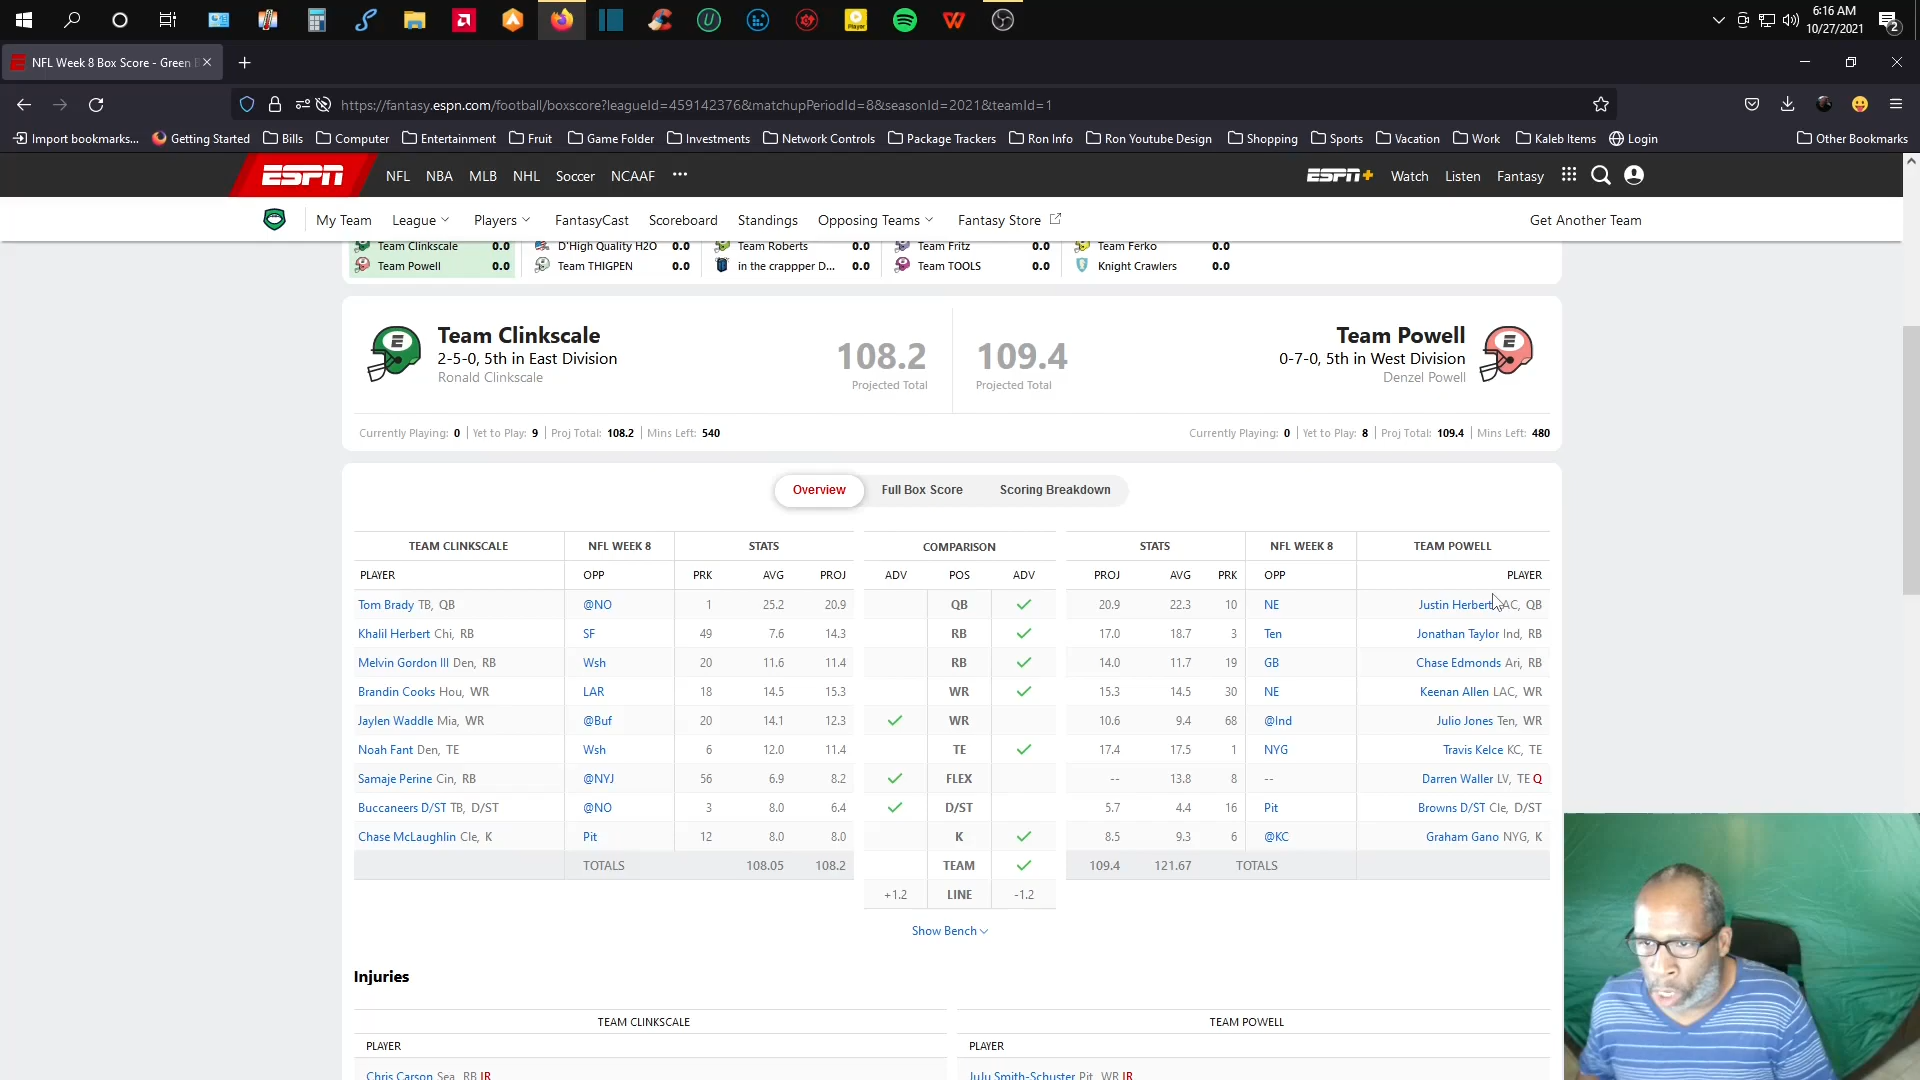 6:16 AM
10/27/2021
2
NFL Week 8 Box Score - Green
https://fantasy.espn.com/football/boxscore?leagueId=459142376&matchupPeriodId=8&seasonId=2021&teamId=1
Import bookmarks... Getting Started Bills Computer Entertainment Fruit Game Folder Investments Network Controls Package Trackers Ron Info Ron Youtube Design Shopping Sports Vacation Work Kaleb Items Login Other Bookmarks
ESPN NFL NBA MLB NHL Soccer NCAAF ESPN+ Watch Listen Fantasy
My Team League Players FantasyCast Scoreboard Standings Opposing Teams Fantasy Store Get Another Team
Team Clinkscale 0.0 D'High Quality H2O 0.0 Team Roberts 0.0 Team Fritz 0.0 Team Ferko 0.0
Team Powell 0.0 Team THIGPEN 0.0 in the crappper D... 0.0 Team TOOLS 0.0 Knight Crawlers 0.0
Team Clinkscale 108.2 109.4 Team Powell
2-5-0, 5th in East Division 0-7-0, 5th in West Division
Ronald Clinkscale Projected Total Projected Total Denzel Powell
Currently Playing: 0 Yet to Play: 9 Proj Total: 108.2 Mins Left: 540 Currently Playing: 0 Yet to Play: 8 Proj Total: 109.4 Mins Left: 480
Overview Full Box Score Scoring Breakdown
TEAM CLINKSCALE NFL WEEK 8 STATS COMPARISON STATS NFL WEEK 8 TEAM POWELL
PLAYER OPP PRK AVG PROJ ADV POS ADV PROJ AVG PRK OPP PLAYER
Tom Brady TB, QB @NO 1 25.2 20.9 QB 20.9 22.3 10 NE Justin Herbert AC, QB
Khalil Herbert Chi, RB SF 49 7.6 14.3 RB 17.0 18.7 3 Ten Jonathan Taylor Ind, RB
Melvin Gordon III Den, RB Wsh 20 11.6 11.4 RB 14.0 11.7 19 GB Chase Edmonds Ari, RB
Brandin Cooks Hou, WR LAR 18 14.5 15.3 WR 15.3 14.5 30 NE Keenan Allen LAC, WR
Jaylen Waddle Mia, WR @Buf 20 14.1 12.3 WR 10.6 9.4 68 @Ind Julio Jones Ten, WR
Noah Fant Den, TE Wsh 6 12.0 11.4 TE 17.4 17.5 1 NYG Travis Kelce KC, TE
Samaje Perine Cin, RB @NYJ 56 6.9 8.2 FLEX -- 13.8 8 -- Darren Waller LV, TE Q
Buccaneers D/ST TB, D/ST @NO 3 8.0 6.4 D/ST 5.7 4.4 16 Pit Browns D/ST Cle, D/ST
Chase McLaughlin Cle, K Pit 12 8.0 8.0 K 8.5 9.3 6 @KC Graham Gano NYG, K
TOTALS 108.05 108.2 TEAM 109.4 121.67 TOTALS
+1.2 LINE -1.2
Show Bench
Injuries
TEAM CLINKSCALE TEAM POWELL
PLAYER PLAYER
Chris Carson Sea, RB IR JuJu Smith-Schuster Pit, WR IR